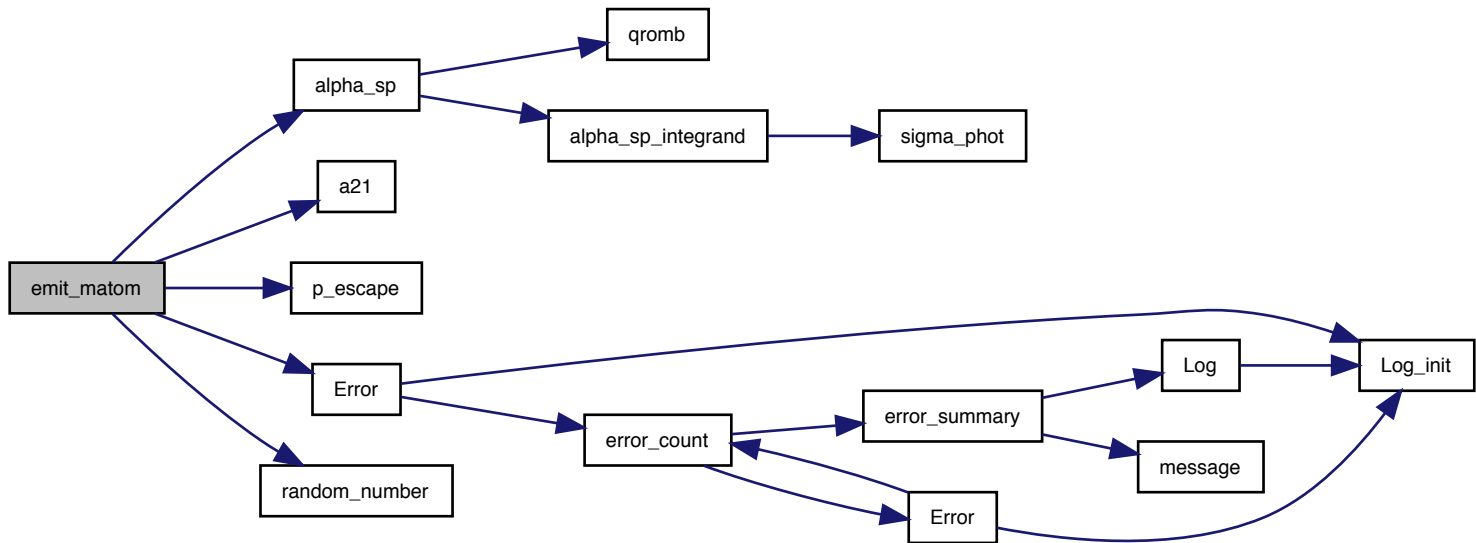 qromb
alpha_sp
alpha_sp_integrand
sigma_phot
a21
emit_matom
p_escape
Error
Log
Log_init
error_summary
error_count
message
random_number
Error